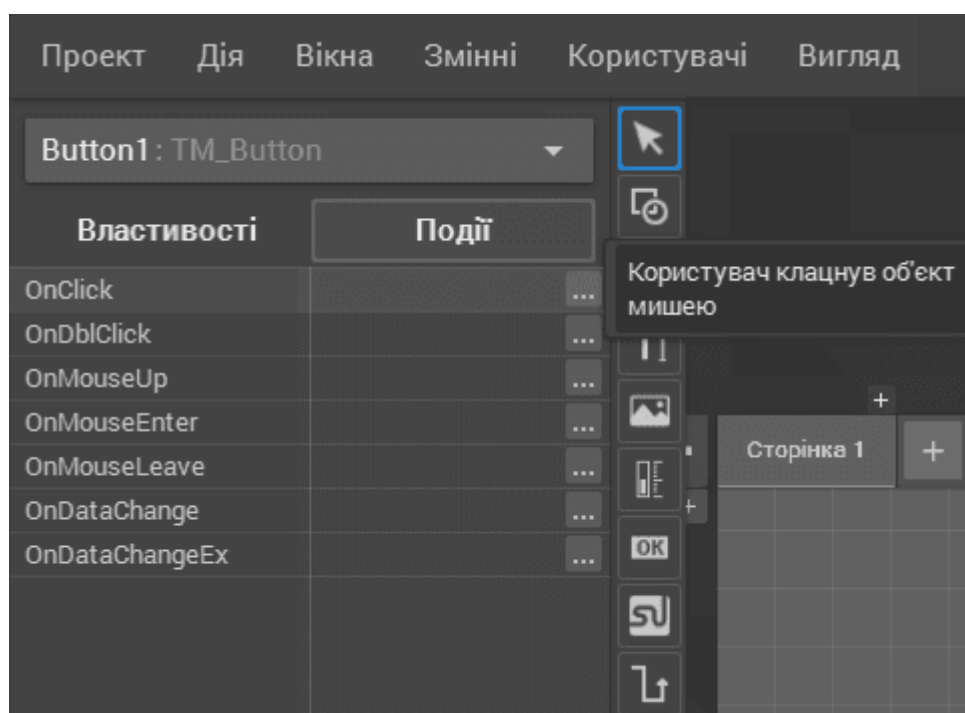 Проект Дія Вікна Змінні Користувачі Вигляд
Button1 : TM_Button
Властивості Події
OnClick ...
Користувач клацнув об'єкт
мишею
OnDblClick ...
OnMouseUp ...
OnMouseEnter ...
OnMouseLeave ...
Сторінка 1 +
OnDataChange ...
OnDataChangeEx ...
OK